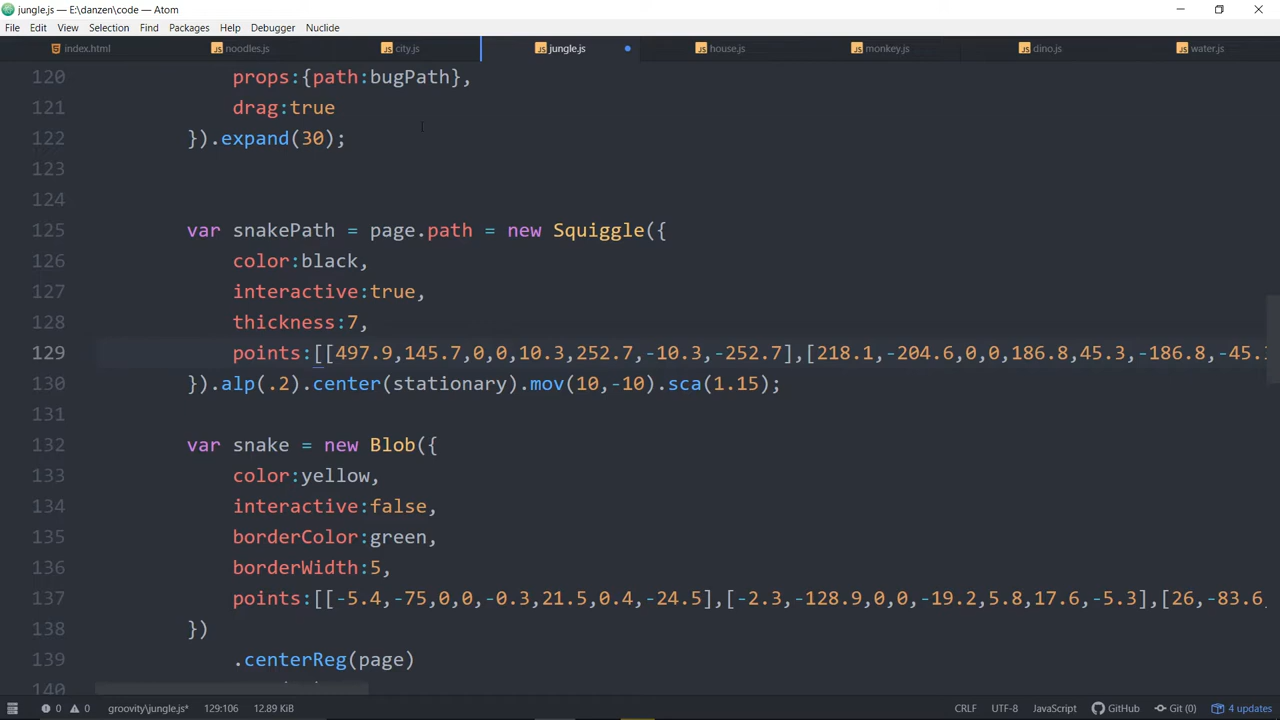 jungle.js — E:\danzen\code — Atom
File Edit View Selection Find Packages Help Debugger Nuclide
index.html noodles.js city.js jungle.js house.js monkey.js dino.js water.js
120 props:{path:bugPath},
121 drag:true
122 }).expand(30);
123
124
125 var snakePath = page.path = new Squiggle({
126 color:black,
127 interactive:true,
128 thickness:7,
129 points:[[497.9,145.7,0,0,10.3,252.7,-10.3,-252.7],[218.1,-204.6,0,0,186.8,45.3,-186.8,-45.3
130 }).alp(.2).center(stationary).mov(10,-10).sca(1.15);
131
132 var snake = new Blob({
133 color:yellow,
134 interactive:false,
135 borderColor:green,
136 borderWidth:5,
137 points:[[-5.4,-75,0,0,-0.3,21.5,0.4,-24.5],[-2.3,-128.9,0,0,-19.2,5.8,17.6,-5.3],[26,-83.6,
138 })
139 .centerReg(page)
140
0 0 groovity\jungle.js* 129:106 12.89 KiB CRLF UTF-8 JavaScript GitHub Git (0) 4 updates